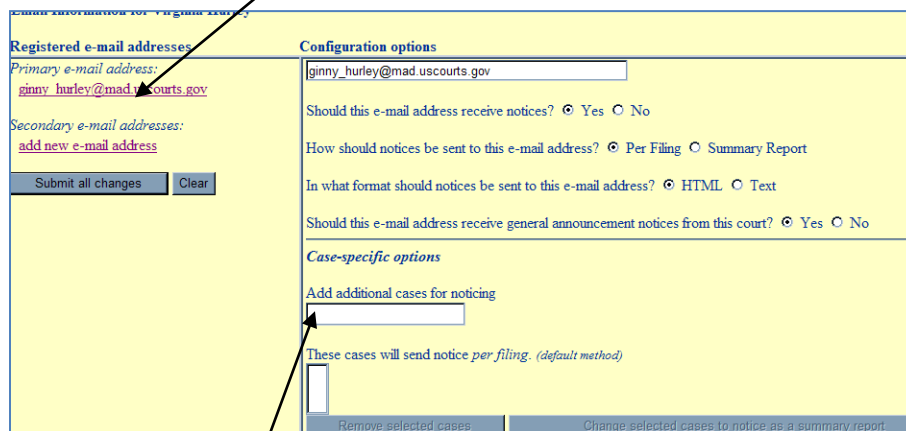 Email Information for Virginia Hurley
Registered e-mail addresses
Primary e-mail address:
ginny_hurley@mad.uscourts.gov
Secondary e-mail addresses:
add new e-mail address
Submit all changes Clear
Configuration options
ginny_hurley@mad.uscourts.gov
Should this e-mail address receive notices? Yes No
How should notices be sent to this e-mail address? Per Filing Summary Report
In what format should notices be sent to this e-mail address? HTML Text
Should this e-mail address receive general announcement notices from this court? Yes No
Case-specific options
Add additional cases for noticing
These cases will send notice per filing. (default method)
Remove selected cases Change selected cases to notice as a summary report